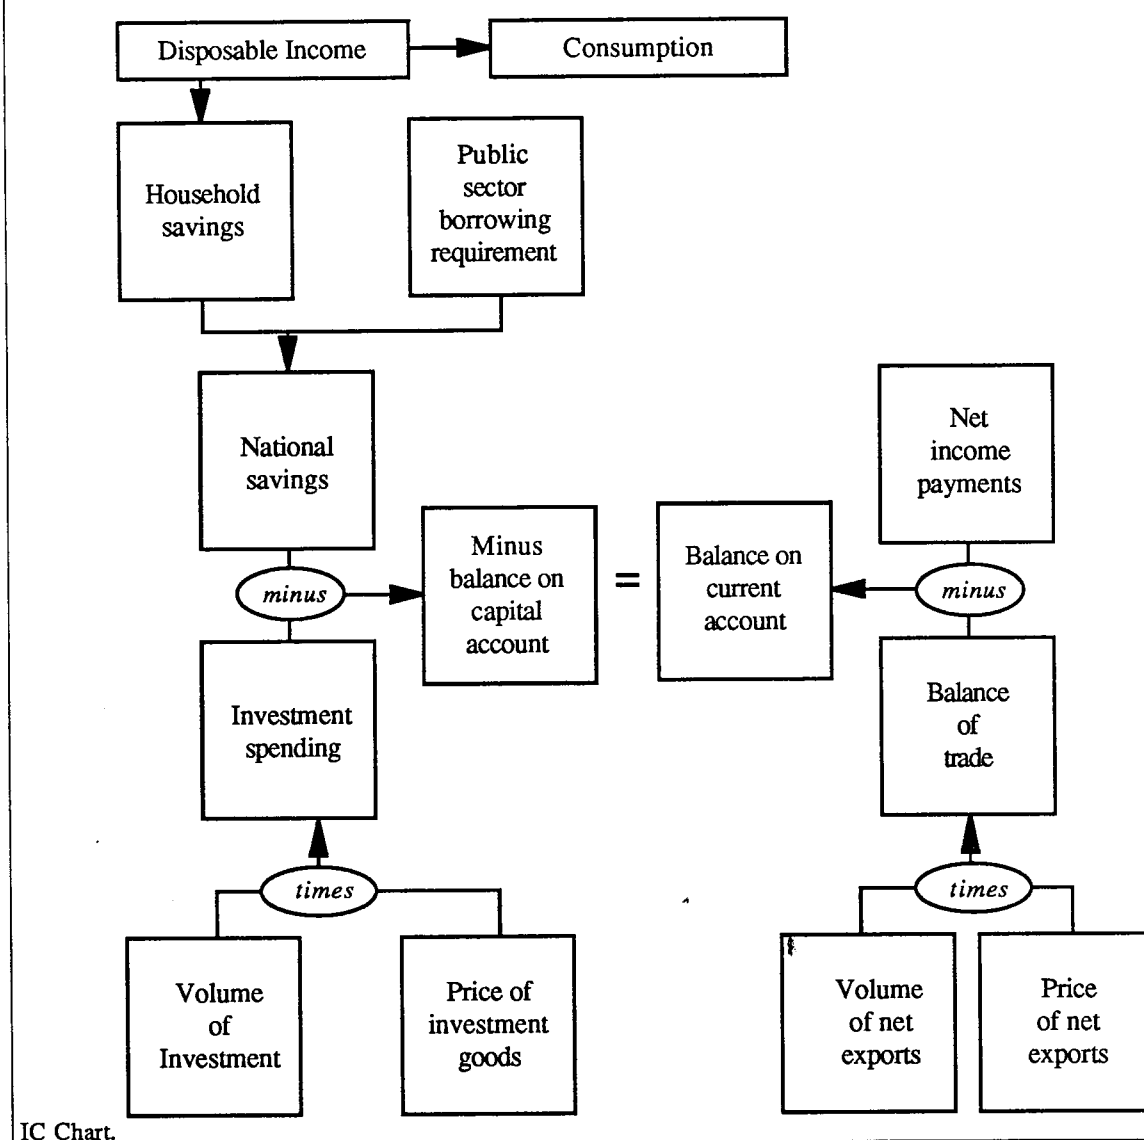 Disposable Income
Consumption
Household
savings
Public
sector
borrowing
requirement
National
savings
Net
income
payments
minus
Minus
balance on
capital
account
=
Balance on
current
account
minus
Investment
spending
Balance
of
trade
times
times
Volume
of
Investment
Price of
investment
goods
Volume
of net
exports
Price
of net
exports
IC Chart.